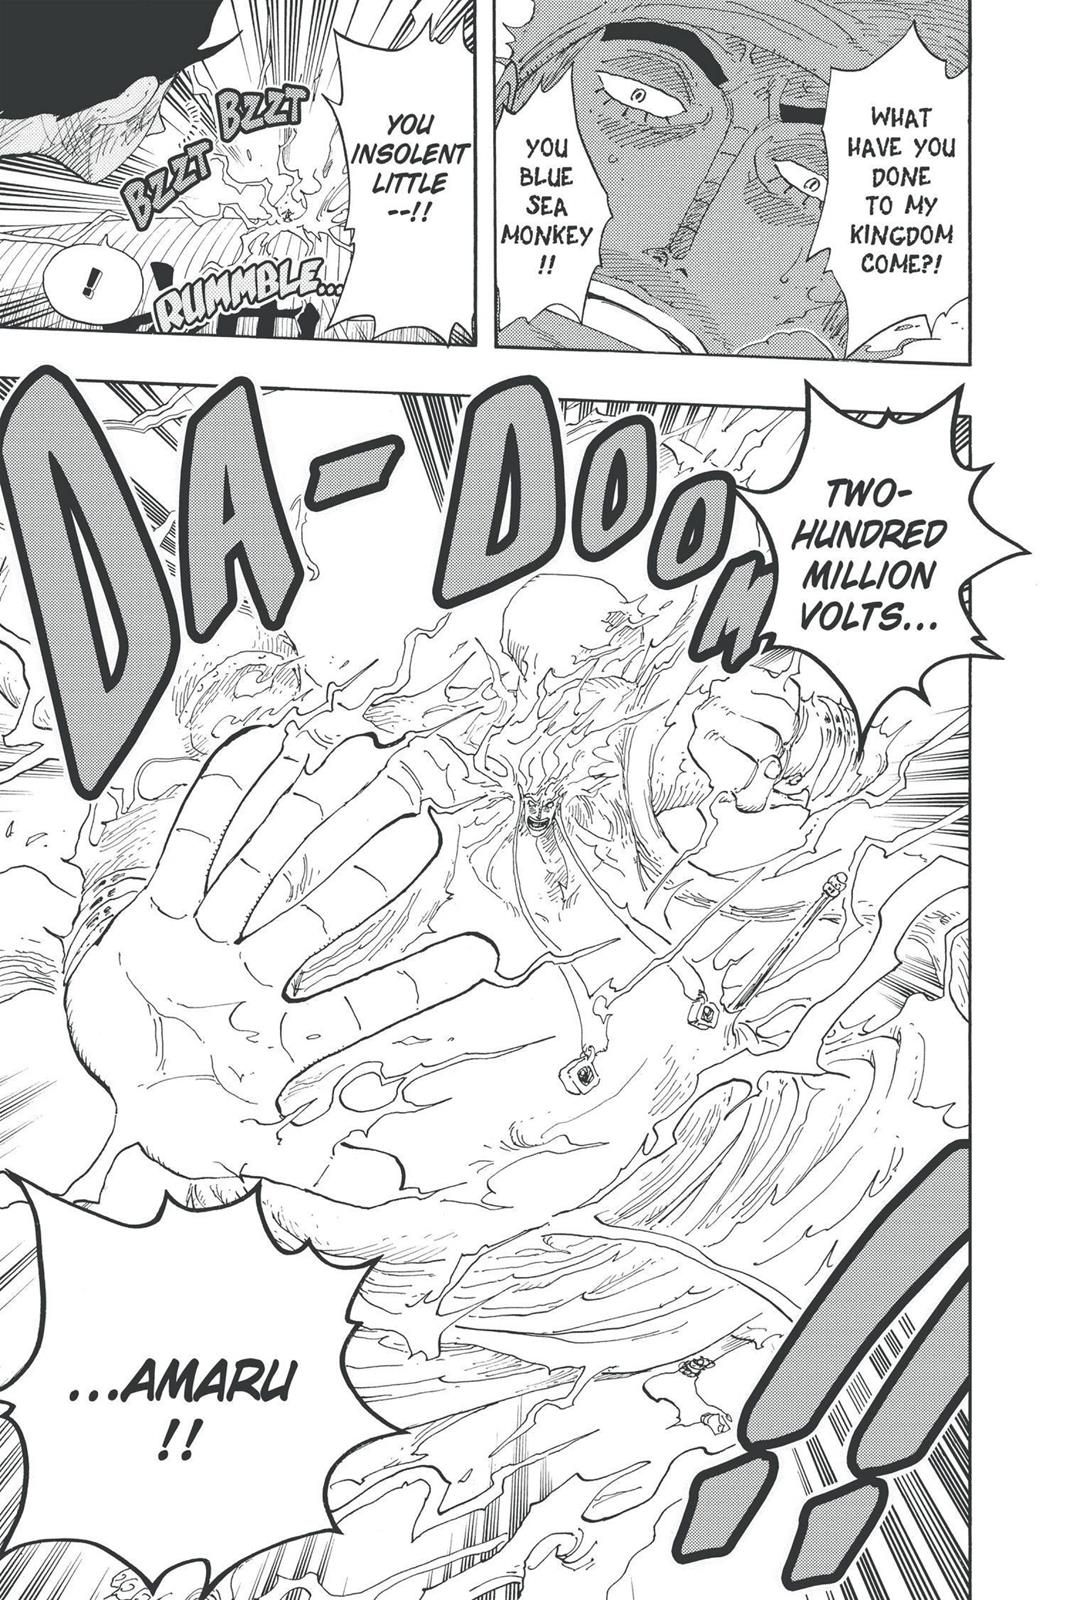 WHAT
HAVE YOU
DONE
TO MY
KINGDOM
COME?!
YOU
BLUE
SEA
MONKEY
!!
YOU
INSOLENT
LITTLE
--!!
BZZT
BZZT
!
RUMMBLE...
DA-DOOM
!!
TWO-
HUNDRED
MILLION
VOLTS...
...AMARU
!!